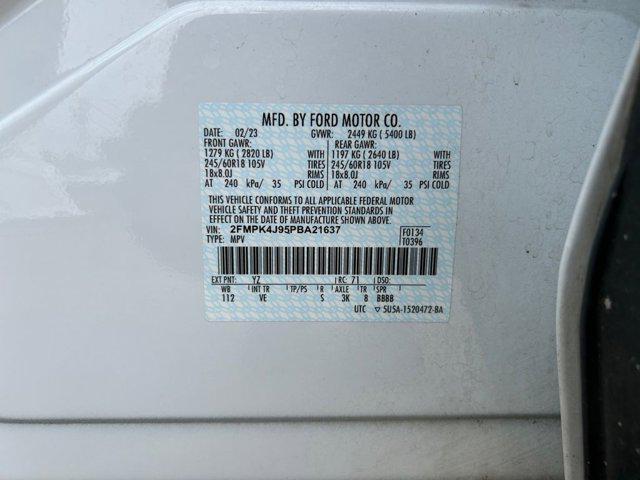 MFD. BY FORD MOTOR CO.
DATE: 02/23 GVWR: 2449 KG (5400 LB)
FRONT GAWR: REAR GAWR:
1279 KG (2820 LB) WITH 1197 KG (2640 LB) WITH
245/60R18 105V TIRES 245/60R18 105V TIRES
18x8.0J RIMS 18x8.0J RIMS
AT 240 kPa/ 35 PSI COLD AT 240 kPa/ 35 PSI COLD
THIS VEHICLE CONFORMS TO ALL APPLICABLE FEDERAL MOTOR
VEHICLE SAFETY AND THEFT PREVENTION STANDARDS IN EFFECT
ON THE DATE OF MANUFACTURE SHOWN ABOVE.
VIN: 2FMPK4J95PBA21637 F0134
TYPE: MPV T0396
EXT PNT: YZ RC: 71 DSO:
WB INT TR TP/PS R AXLE TR SPR
112 VE S 3K 8 BBBB
UTC ▽ 5U5A-1520472-BA